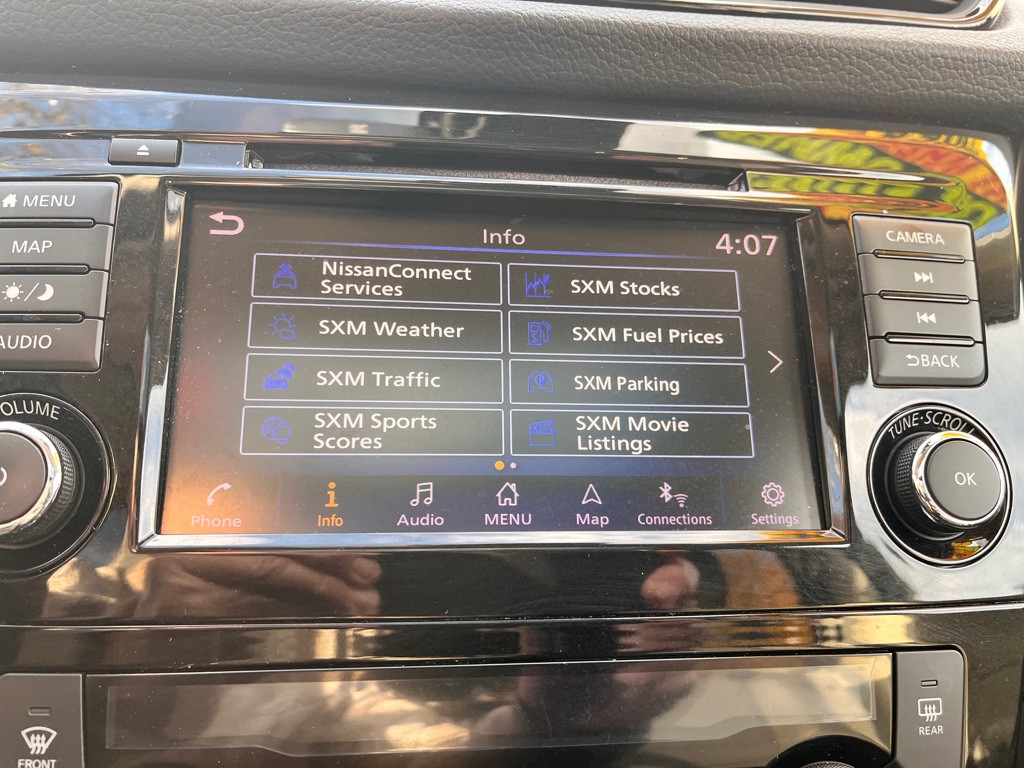 MENU
MAP
AUDIO
VOLUME
Info
4:07
NissanConnect
Services
SXM Stocks
SXM Weather
SXM Fuel Prices
SXM Traffic
SXM Parking
SXM Sports
Scores
SXM Movie
Listings
Phone
Info
Audio
MENU
Map
Connections
Settings
CAMERA
BACK
TUNE·SCROLL
OK
FRONT
REAR